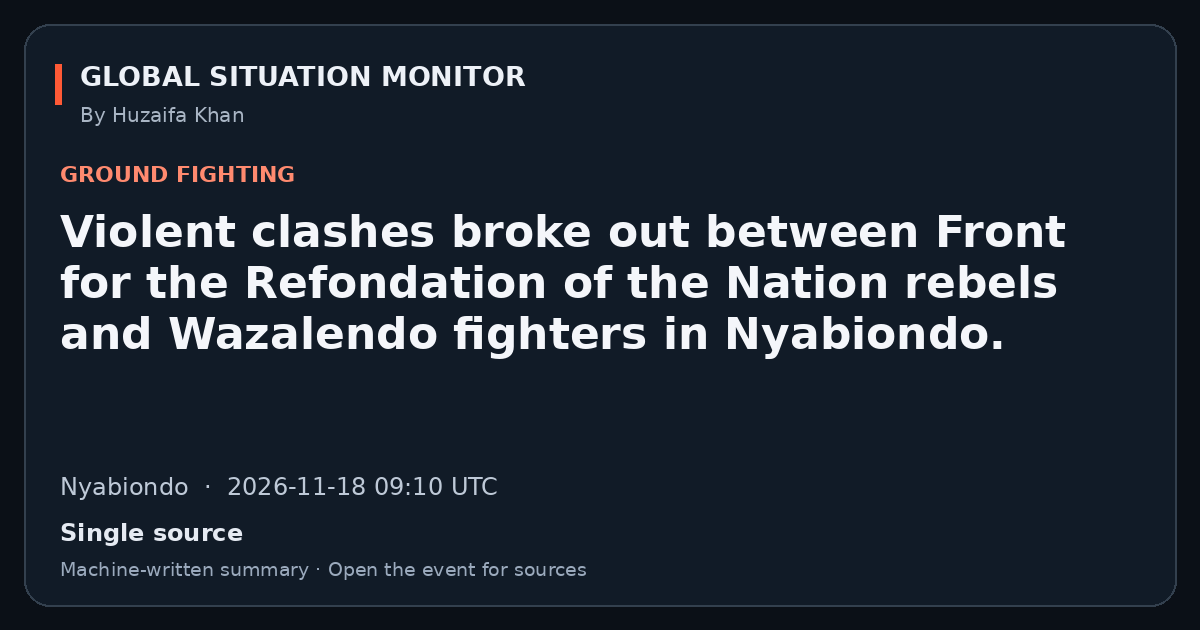 GLOBAL SITUATION MONITOR
By Huzaifa Khan
GROUND FIGHTING
Violent clashes broke out between Front
for the Refondation of the Nation rebels
and Wazalendo fighters in Nyabiondo.
Nyabiondo · 2026-11-18 09:10 UTC
Single source
Machine-written summary · Open the event for sources